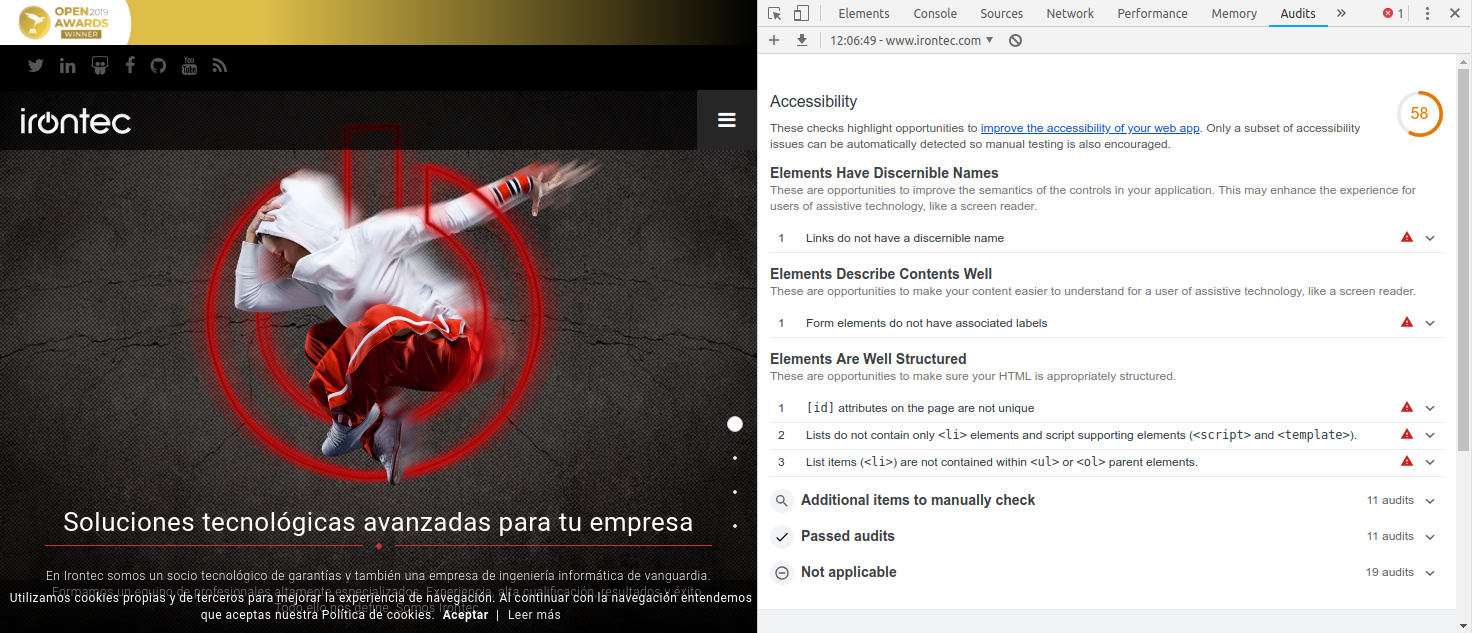 OPEN 2019
AWARDS
WINNER
You
Tube
irontec
Soluciones tecnológicas avanzadas para tu empresa
En Irontec somos un socio tecnológico de garantías y también una empresa de ingeniería informática de vanguardia.
Formamos un equipo de profesionales altamente especializados. Experiencia, alta cualificación, resultados y éxito.
Todo ello nos define. Somos Irontec.
Utilizamos cookies propias y de terceros para mejorar la experiencia de navegación. Al continuar con la navegación entendemos
que aceptas nuestra Política de cookies. Aceptar | Leer más
Elements Console Sources Network Performance Memory Audits » 1
12:06:49 - www.irontec.com
Accessibility
58
These checks highlight opportunities to improve the accessibility of your web app. Only a subset of accessibility
issues can be automatically detected so manual testing is also encouraged.
Elements Have Discernible Names
These are opportunities to improve the semantics of the controls in your application. This may enhance the experience for
users of assistive technology, like a screen reader.
1 Links do not have a discernible name
Elements Describe Contents Well
These are opportunities to make your content easier to understand for a user of assistive technology, like a screen reader.
1 Form elements do not have associated labels
Elements Are Well Structured
These are opportunities to make sure your HTML is appropriately structured.
1 [id] attributes on the page are not unique
2 Lists do not contain only <li> elements and script supporting elements (<script> and <template>).
3 List items (<li>) are not contained within <ul> or <ol> parent elements.
Additional items to manually check 11 audits
Passed audits 11 audits
Not applicable 19 audits